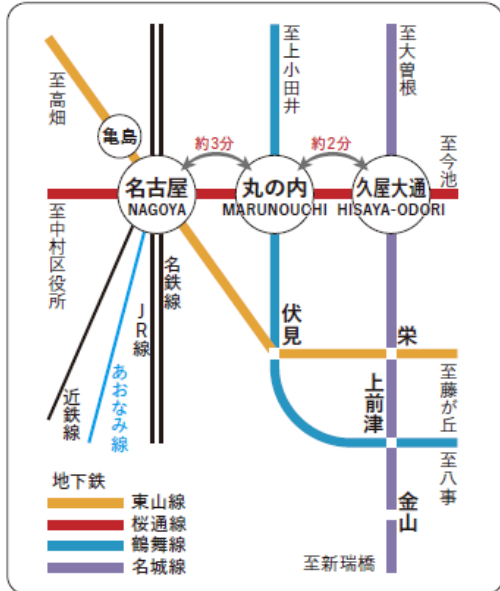 至高畑
亀島
至上小田井
至大曽根
約3分
約2分
至今池
名古屋
NAGOYA
丸の内
MARUNOUCHI
久屋大通
HISAYA-ODORI
至中村区役所
名鉄線
JR線
あおなみ線
近鉄線
伏見
栄
至藤が丘
上前津
至八事
金山
至新瑞橋
地下鉄
東山線
桜通線
鶴舞線
名城線